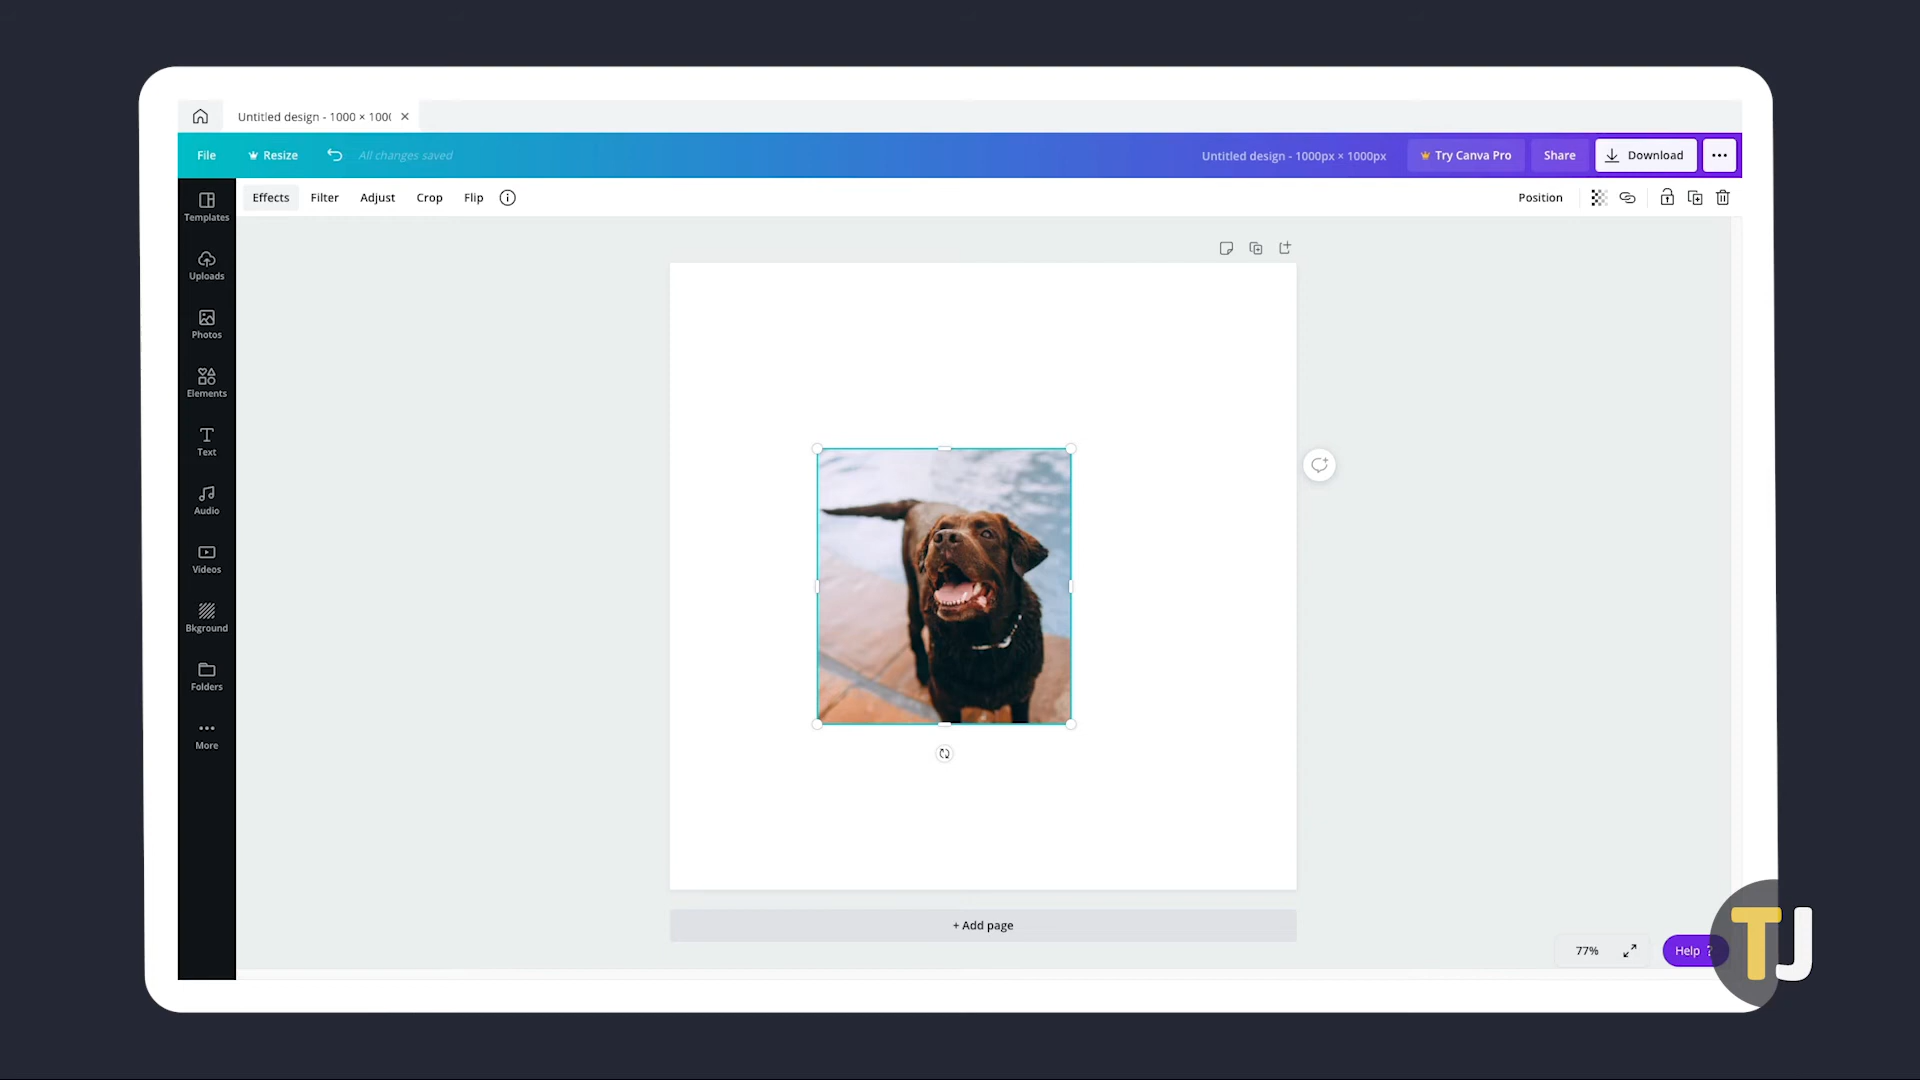 Untitled design - 1000 × 100
File
Resize
All changes saved
Untitled design - 1000px × 1000px
Try Canva Pro
Share
Download
Effects
Filter
Adjust
Crop
Flip
Position
Templates
Uploads
Photos
Elements
Text
Audio
Videos
Bkground
Folders
More
+ Add page
77%
Help ?
TJ